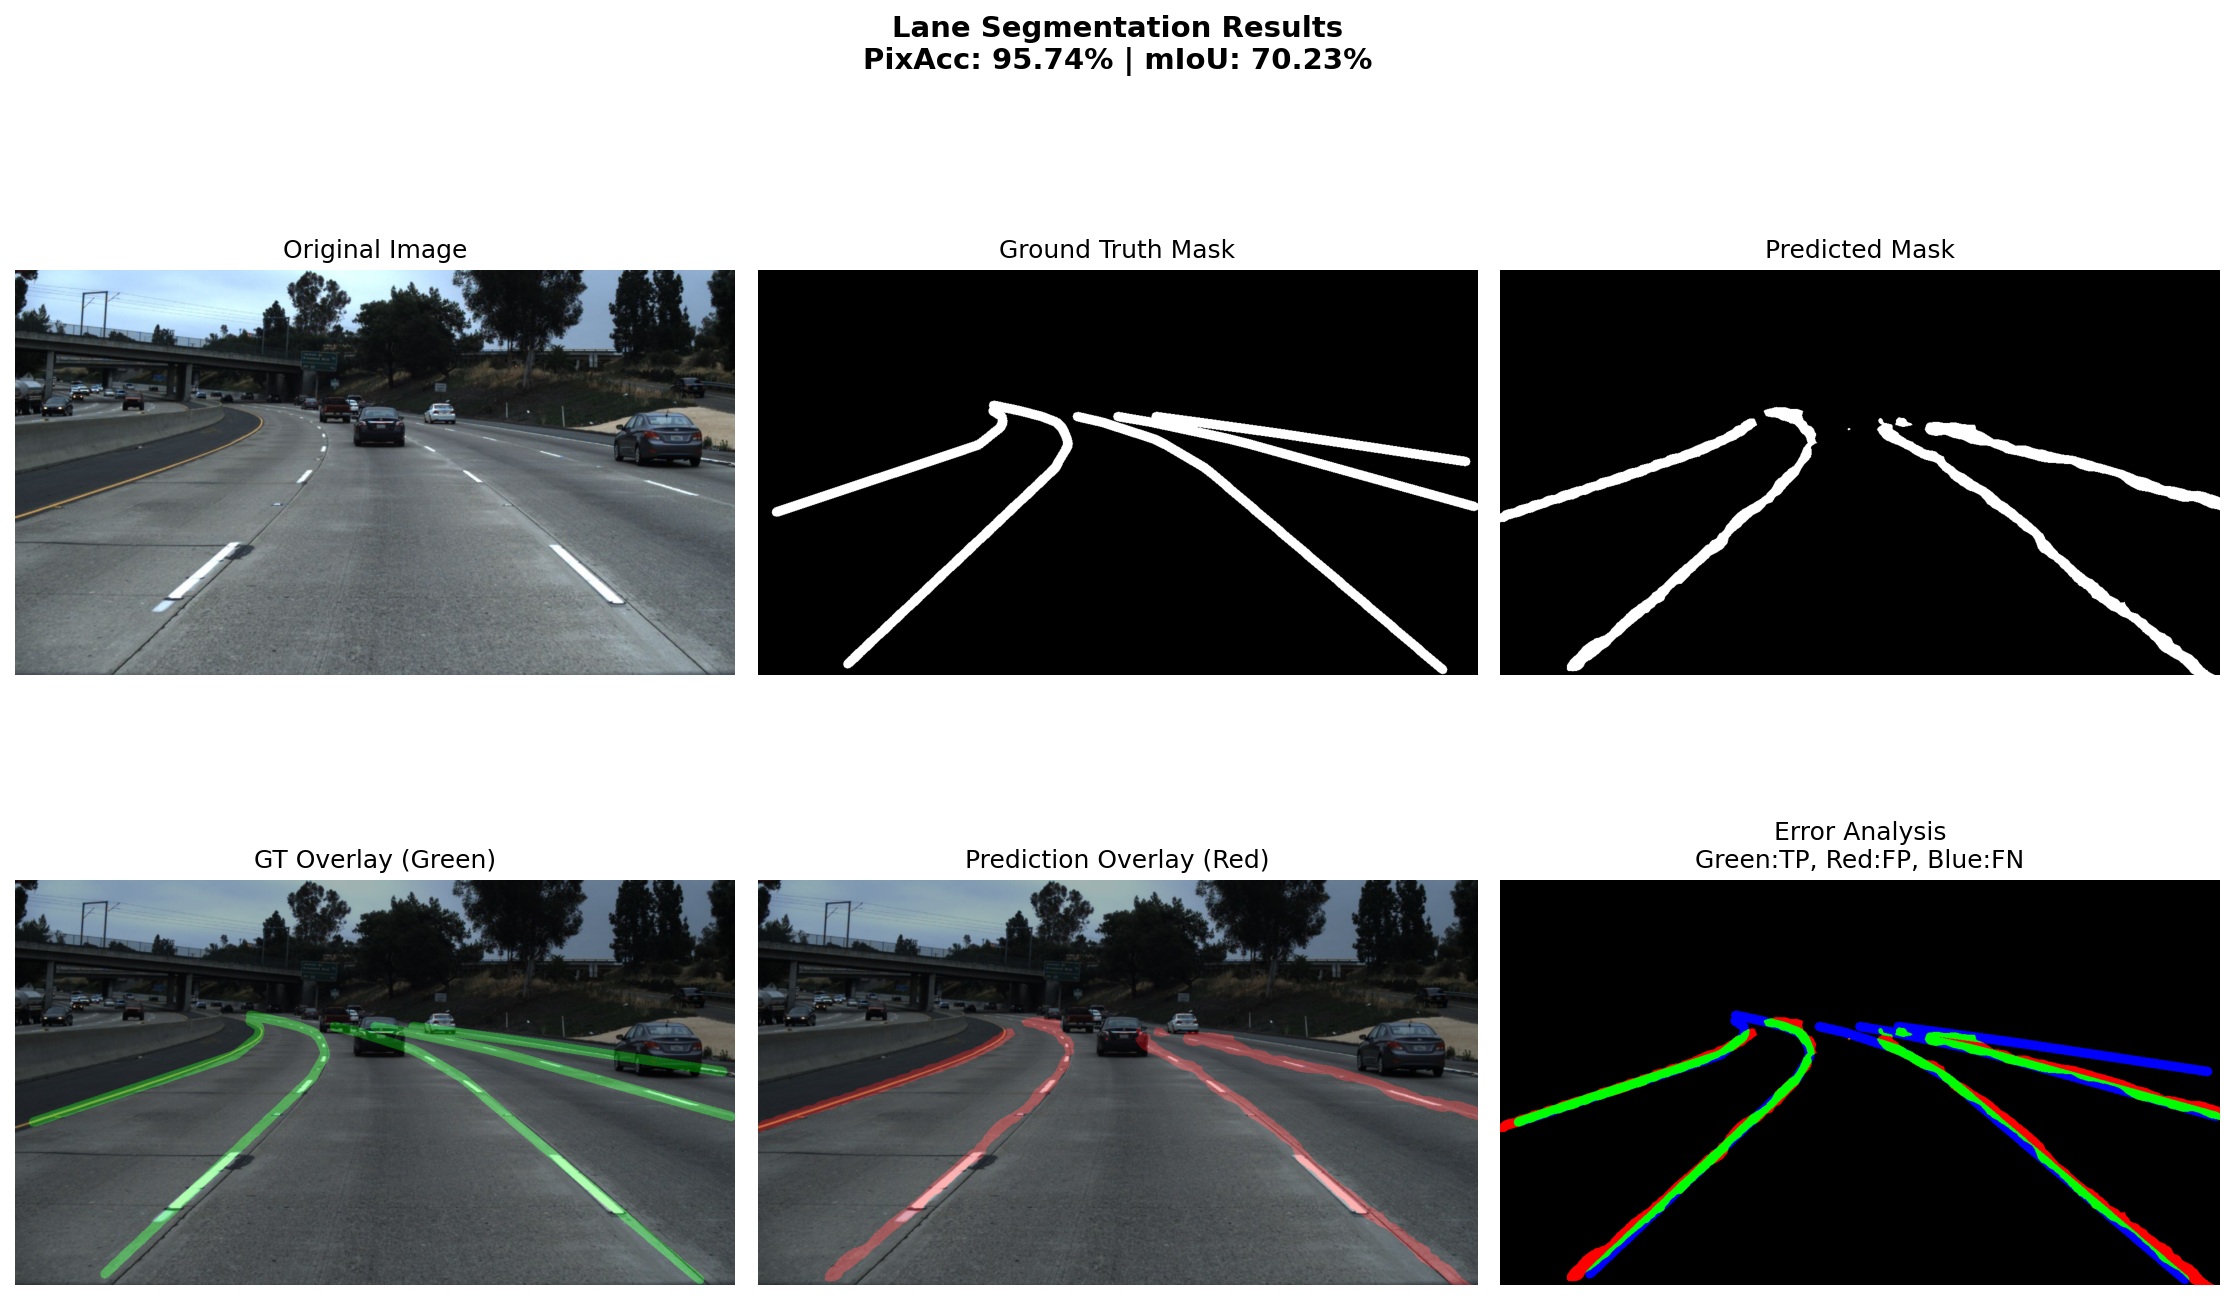 Lane Segmentation Results
PixAcc: 95.74% | mIoU: 70.23%
Original Image
Ground Truth Mask
Predicted Mask
GT Overlay (Green)
Prediction Overlay (Red)
Error Analysis
Green:TP, Red:FP, Blue:FN